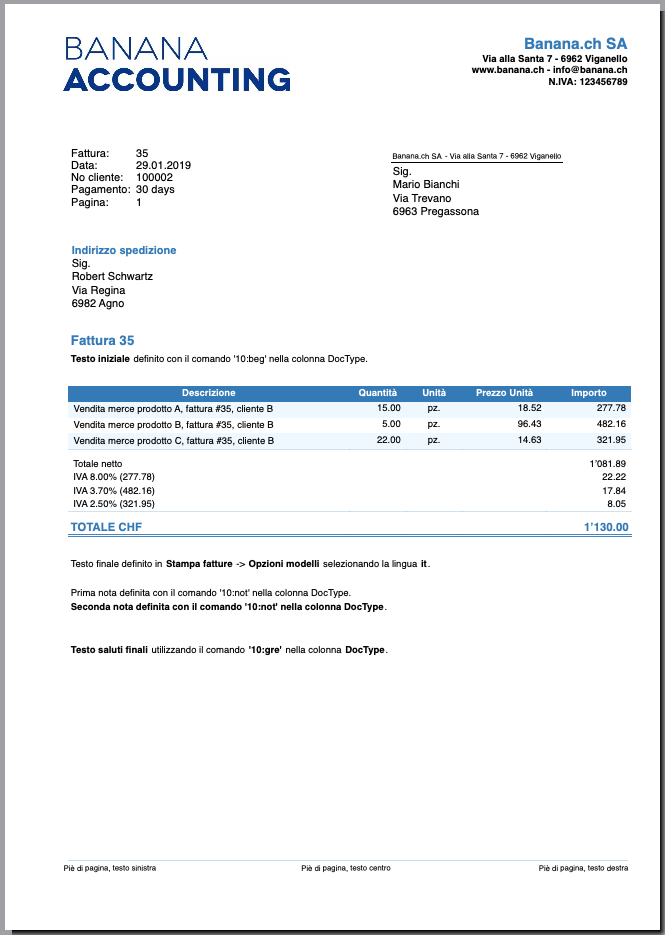 BANANA
ACCOUNTING
Banana.ch SA
Via alla Santa 7 - 6962 Viganello
www.banana.ch - info@banana.ch
N.IVA: 123456789
Fattura: 35
Data: 29.01.2019
No cliente: 100002
Pagamento: 30 days
Pagina: 1
Banana.ch SA - Via alla Santa 7 - 6962 Viganello
Sig.
Mario Bianchi
Via Trevano
6963 Pregassona
Indirizzo spedizione
Sig.
Robert Schwartz
Via Regina
6982 Agno
Fattura 35
Testo iniziale definito con il comando '10:beg' nella colonna DocType.
Descrizione Quantità Unità Prezzo Unità Importo
Vendita merce prodotto A, fattura #35, cliente B 15.00 pz. 18.52 277.78
Vendita merce prodotto B, fattura #35, cliente B 5.00 pz. 96.43 482.16
Vendita merce prodotto C, fattura #35, cliente B 22.00 pz. 14.63 321.95
Totale netto 1'081.89
IVA 8.00% (277.78) 22.22
IVA 3.70% (482.16) 17.84
IVA 2.50% (321.95) 8.05
TOTALE CHF 1'130.00
Testo finale definito in Stampa fatture -> Opzioni modelli selezionando la lingua it.
Prima nota definita con il comando '10:not' nella colonna DocType.
Seconda nota definita con il comando '10:not' nella colonna DocType.
Testo saluti finali utilizzando il comando '10:gre' nella colonna DocType.
Piè di pagina, testo sinistra Piè di pagina, testo centro Piè di pagina, testo destra